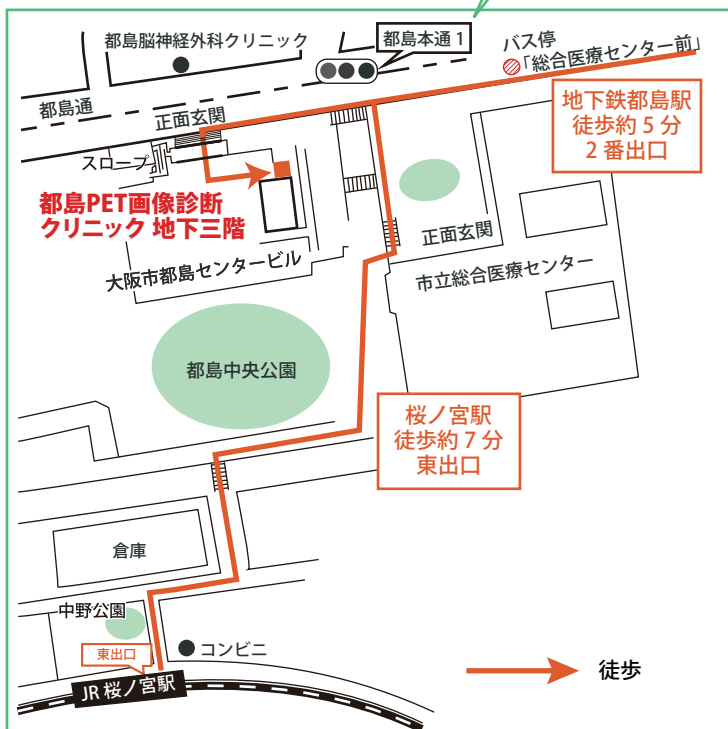 都島脳神経外科クリニック
都島本通 1
バス停
「総合医療センター前」
都島通
正面玄関
地下鉄都島駅
徒歩約 5 分
2 番出口
スロープ
都島PET画像診断
クリニック 地下三階
正面玄関
大阪市都島センタービル
市立総合医療センター
都島中央公園
桜ノ宮駅
徒歩約 7 分
東出口
倉庫
中野公園
東出口
コンビニ
JR 桜ノ宮駅
徒歩